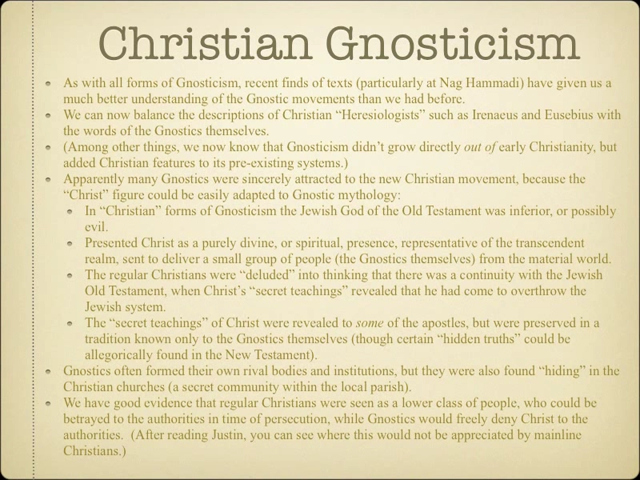 Christian Gnosticism
As with all forms of Gnosticism, recent finds of texts (particularly at Nag Hammadi) have given us a
much better understanding of the Gnostic movements than we had before.
We can now balance the descriptions of Christian “Heresiologists” such as Irenaeus and Eusebius with
the words of the Gnostics themselves.
(Among other things, we now know that Gnosticism didn’t grow directly out of early Christianity, but
added Christian features to its pre-existing systems.)
Apparently many Gnostics were sincerely attracted to the new Christian movement, because the
“Christ” figure could be easily adapted to Gnostic mythology:
In “Christian” forms of Gnosticism the Jewish God of the Old Testament was inferior, or possibly
evil.
Presented Christ as a purely divine, or spiritual, presence, representative of the transcendent
realm, sent to deliver a small group of people (the Gnostics themselves) from the material world.
The regular Christians were “deluded” into thinking that there was a continuity with the Jewish
Old Testament, when Christ’s “secret teachings” revealed that he had come to overthrow the
Jewish system.
The “secret teachings” of Christ were revealed to some of the apostles, but were preserved in a
tradition known only to the Gnostics themselves (though certain “hidden truths” could be
allegorically found in the New Testament).
Gnostics often formed their own rival bodies and institutions, but they were also found “hiding” in the
Christian churches (a secret community within the local parish).
We have good evidence that regular Christians were seen as a lower class of people, who could be
betrayed to the authorities in time of persecution, while Gnostics would freely deny Christ to the
authorities. (After reading Justin, you can see where this would not be appreciated by mainline
Christians.)